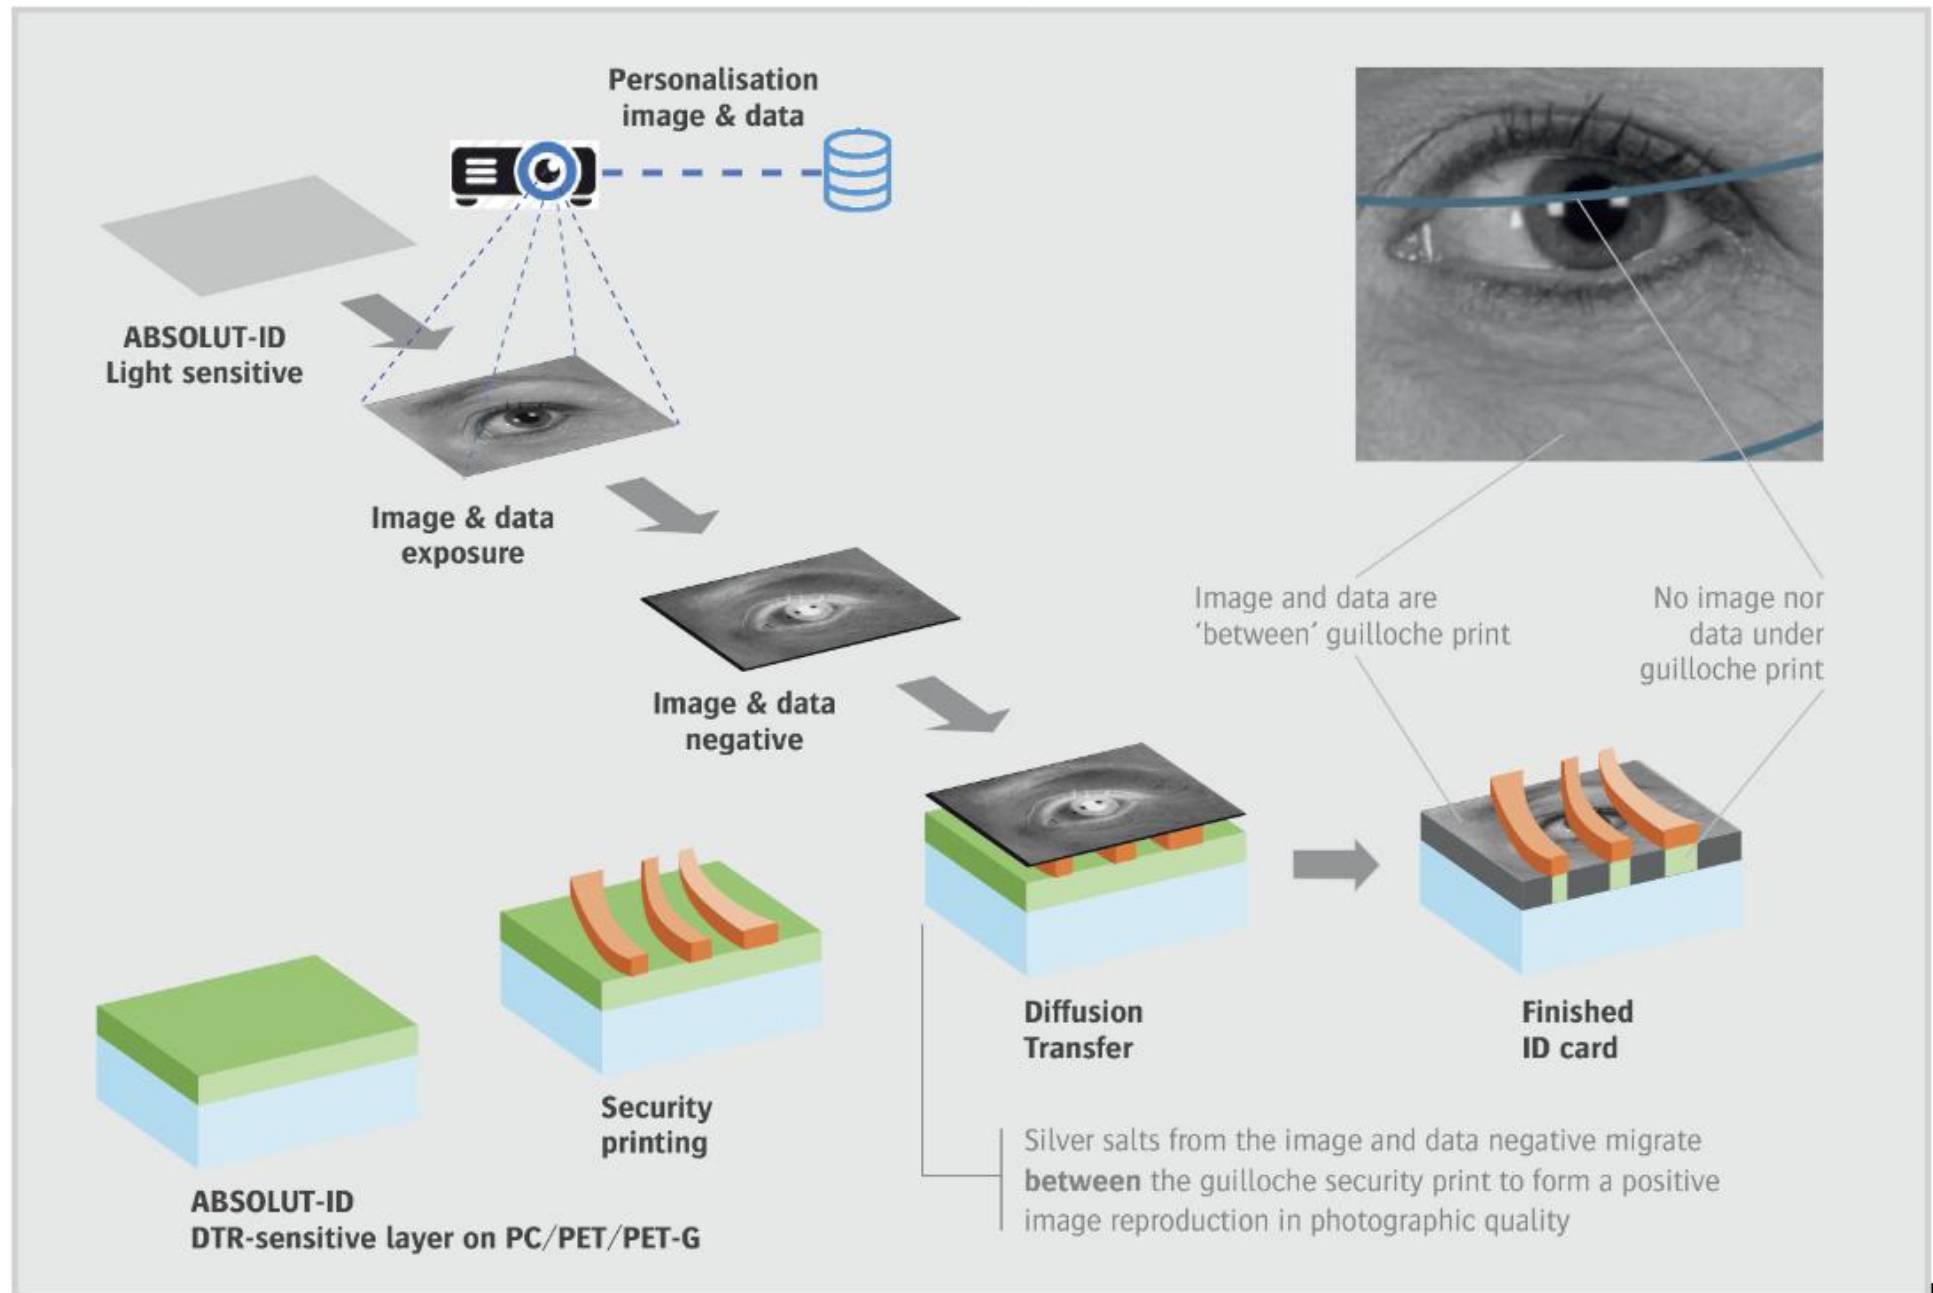 Personalisation
image & data
ABSOLUT-ID
Light sensitive
Image & data
exposure
Image & data
negative
Image and data are
‘between’ guilloche print
No image nor
data under
guilloche print
Diffusion
Transfer
Finished
ID card
Security
printing
ABSOLUT-ID
DTR-sensitive layer on PC/PET/PET-G
Silver salts from the image and data negative migrate
between the guilloche security print to form a positive
image reproduction in photographic quality